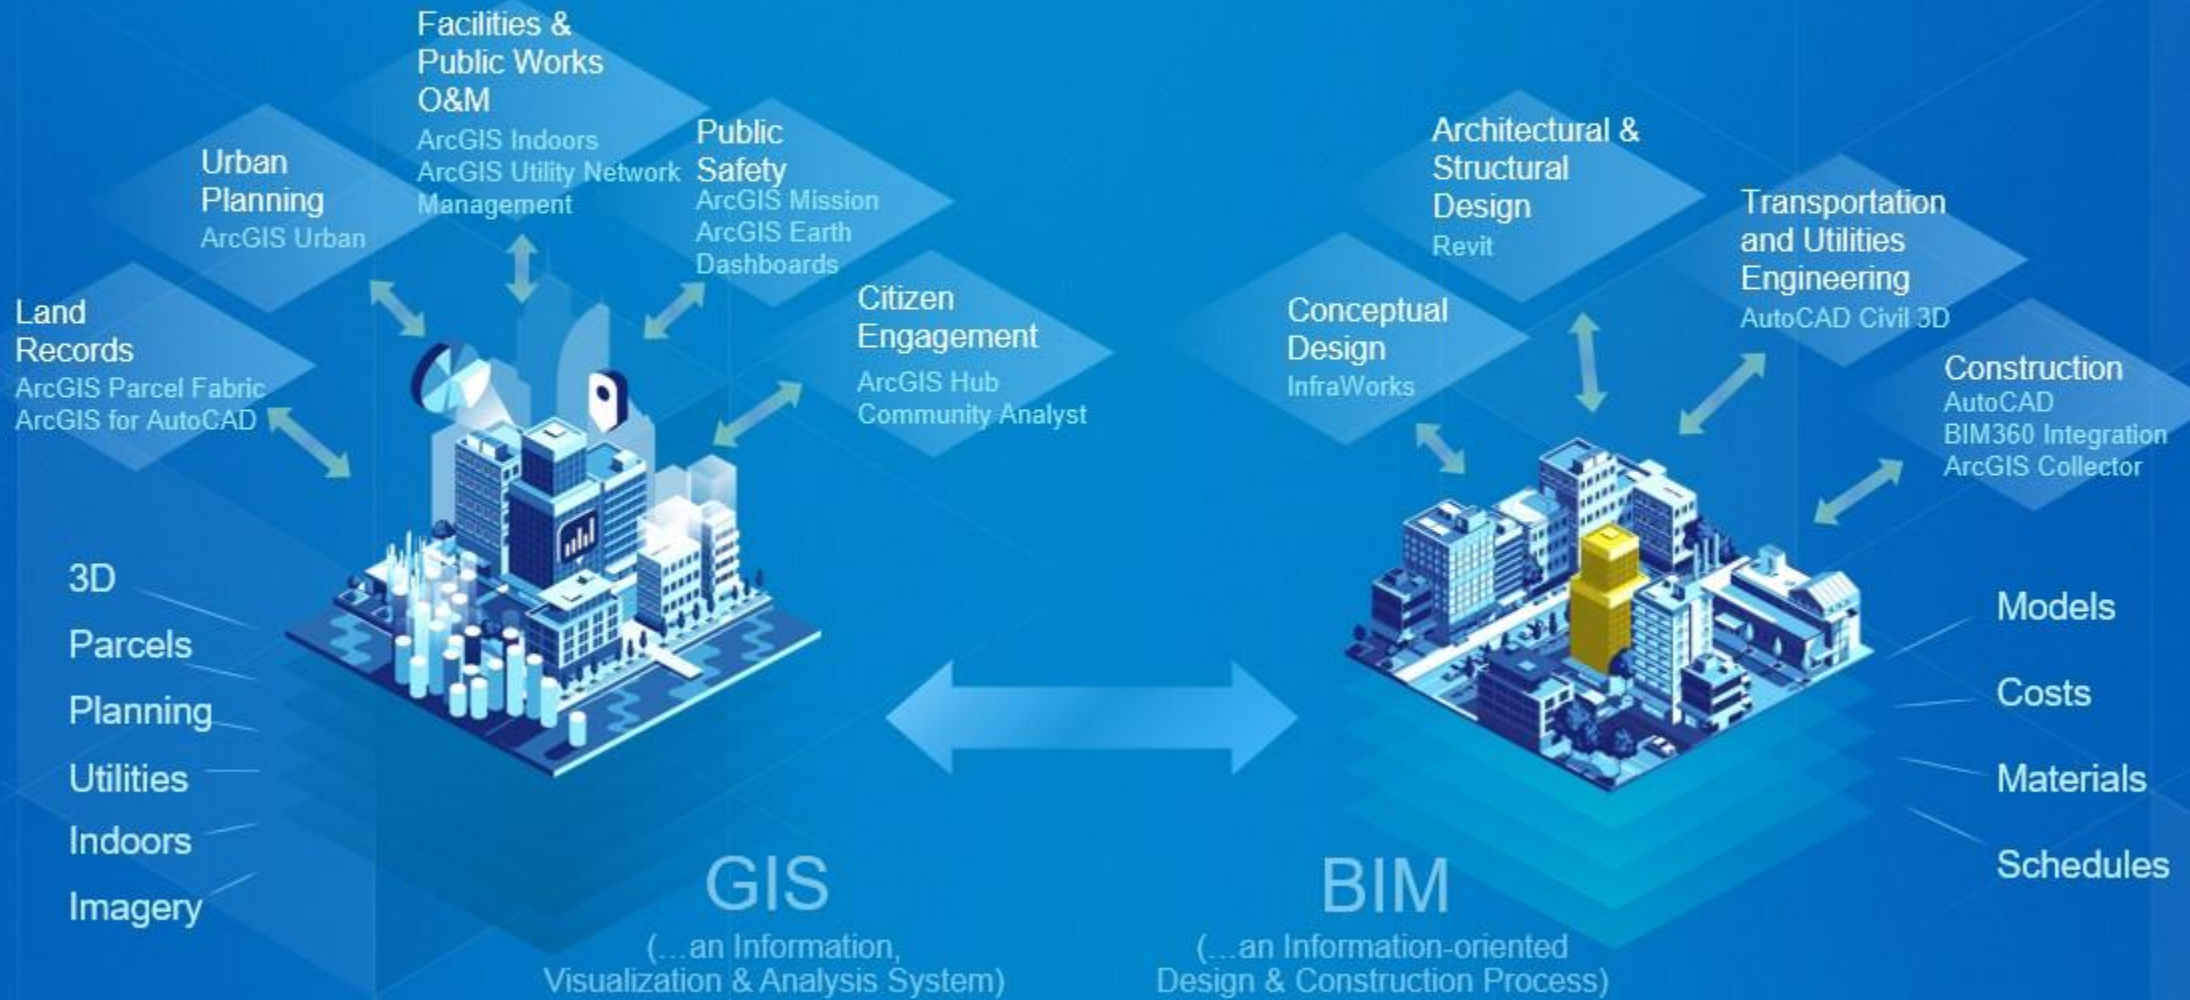 Facilities &
Public Works
O&M
ArcGIS Indoors
ArcGIS Utility Network
Management
Urban
Planning
ArcGIS Urban
Public
Safety
ArcGIS Mission
ArcGIS Earth
Dashboards
Land
Records
ArcGIS Parcel Fabric
ArcGIS for AutoCAD
Citizen
Engagement
ArcGIS Hub
Community Analyst
3D
Parcels
Planning
Utilities
Indoors
Imagery
GIS
(...an Information,
Visualization & Analysis System)
Architectural &
Structural
Design
Revit
Transportation
and Utilities
Engineering
AutoCAD Civil 3D
Conceptual
Design
InfraWorks
Construction
AutoCAD
BIM360 Integration
ArcGIS Collector
Models
Costs
Materials
Schedules
BIM
(...an Information-oriented
Design & Construction Process)